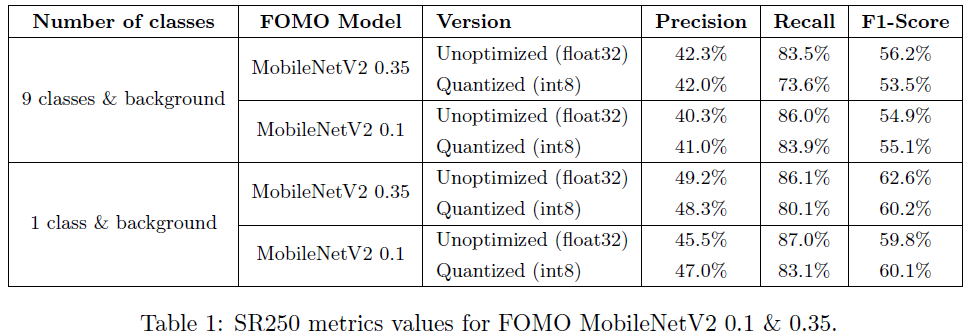 Number of classes FOMO Model Version Precision Recall F1-Score
9 classes & background MobileNetV2 0.35 Unoptimized (float32) 42.3% 83.5% 56.2%
Quantized (int8) 42.0% 73.6% 53.5%
MobileNetV2 0.1 Unoptimized (float32) 40.3% 86.0% 54.9%
Quantized (int8) 41.0% 83.9% 55.1%
1 class & background MobileNetV2 0.35 Unoptimized (float32) 49.2% 86.1% 62.6%
Quantized (int8) 48.3% 80.1% 60.2%
MobileNetV2 0.1 Unoptimized (float32) 45.5% 87.0% 59.8%
Quantized (int8) 47.0% 83.1% 60.1%
Table 1: SR250 metrics values for FOMO MobileNetV2 0.1 & 0.35.